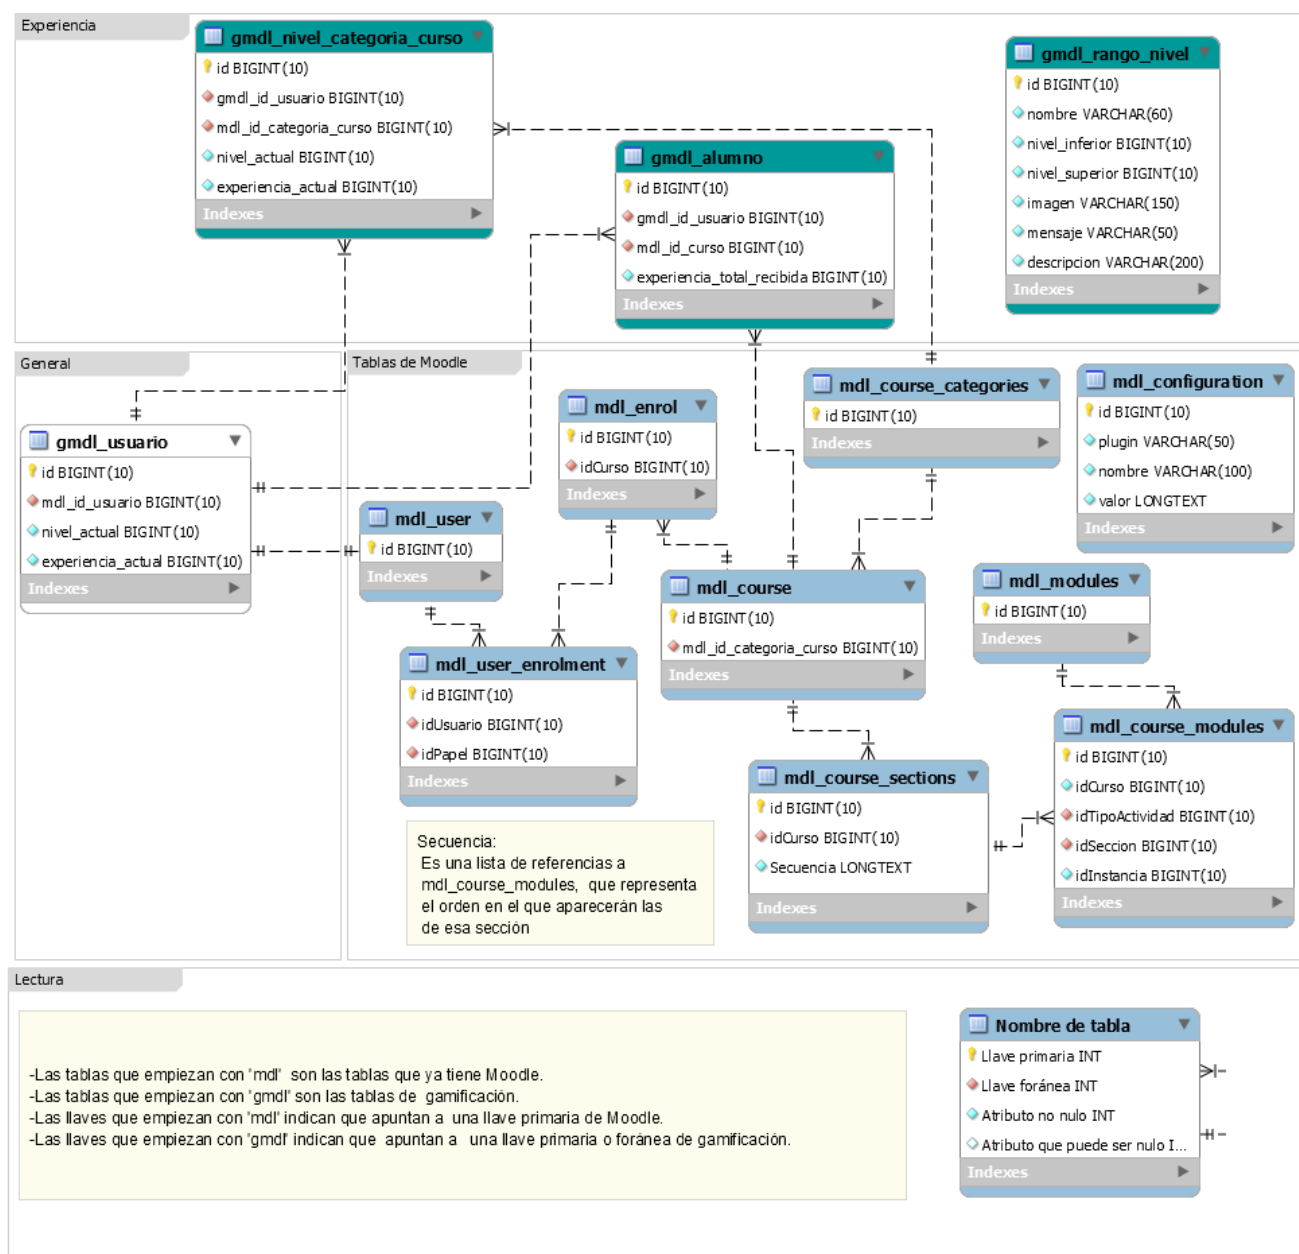 Experiencia
gmdl_nivel_categoria_curso
id BIGINT(10)
gmdl_id_usuario BIGINT(10)
mdl_id_categoria_curso BIGINT(10)
nivel_actual BIGINT(10)
experiencia_actual BIGINT(10)
Indexes
gmdl_alumno
id BIGINT(10)
gmdl_id_usuario BIGINT(10)
mdl_id_curso BIGINT(10)
experiencia_total_recibida BIGINT(10)
Indexes
gmdl_rango_nivel
id BIGINT(10)
nombre VARCHAR(60)
nivel_inferior BIGINT(10)
nivel_superior BIGINT(10)
imagen VARCHAR(150)
mensaje VARCHAR(50)
descripcion VARCHAR(200)
Indexes
General
gmdl_usuario
id BIGINT(10)
mdl_id_usuario BIGINT(10)
nivel_actual BIGINT(10)
experiencia_actual BIGINT(10)
Indexes
Tablas de Moodle
mdl_enrol
id BIGINT(10)
idCurso BIGINT(10)
Indexes
mdl_course_categories
id BIGINT(10)
Indexes
mdl_configuration
id BIGINT(10)
plugin VARCHAR(50)
nombre VARCHAR(100)
valor LONGTEXT
Indexes
mdl_user
id BIGINT(10)
Indexes
mdl_course
id BIGINT(10)
mdl_id_categoria_curso BIGINT(10)
Indexes
mdl_modules
id BIGINT(10)
Indexes
mdl_user_enrolment
id BIGINT(10)
idUsuario BIGINT(10)
idPapel BIGINT(10)
Indexes
mdl_course_sections
id BIGINT(10)
idCurso BIGINT(10)
Secuencia LONGTEXT
Indexes
mdl_course_modules
id BIGINT(10)
idCurso BIGINT(10)
idTipoActividad BIGINT(10)
idSeccion BIGINT(10)
idInstancia BIGINT(10)
Indexes
Secuencia:
Es una lista de referencias a
mdl_course_modules, que representa
el orden en el que aparecerán las
de esa sección
Lectura
-Las tablas que empiezan con 'mdl' son las tablas que ya tiene Moodle.
-Las tablas que empiezan con 'gmdl' son las tablas de gamificación.
-Las llaves que empiezan con 'mdl' indican que apuntan a una llave primaria de Moodle.
-Las llaves que empiezan con 'gmdl' indican que apuntan a una llave primaria o foránea de gamificación.
Nombre de tabla
Llave primaria INT
Llave foránea INT
Atributo no nulo INT
Atributo que puede ser nulo I...
Indexes